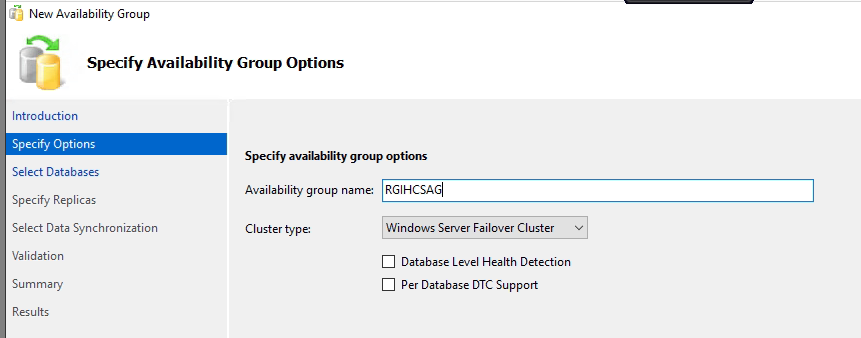 New Availability Group
Specify Availability Group Options
Introduction
Specify Options
Select Databases
Specify Replicas
Select Data Synchronization
Validation
Summary
Results
Specify availability group options
Availability group name: RGIHCSAG
Cluster type: Windows Server Failover Cluster
Database Level Health Detection
Per Database DTC Support